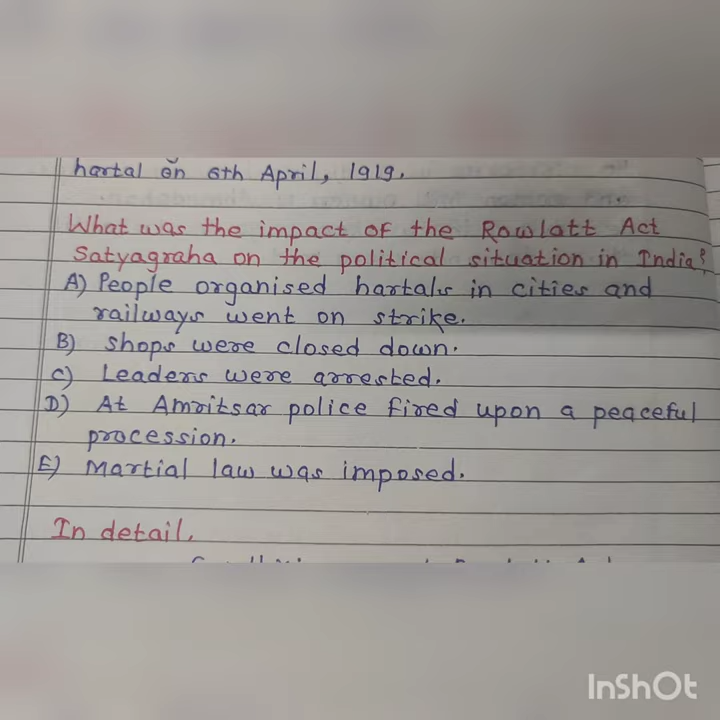 hartal on 6th April, 1919.
What was the impact of the Rowlatt Act
Satyagraha on the political situation in India?
A) People organised hartals in cities and
railways went on strike.
B) Shops were closed down.
C) Leaders were arrested.
D) At Amritsar police fired upon a peaceful
procession.
E) Martial law was imposed.
In detail.
InShOt